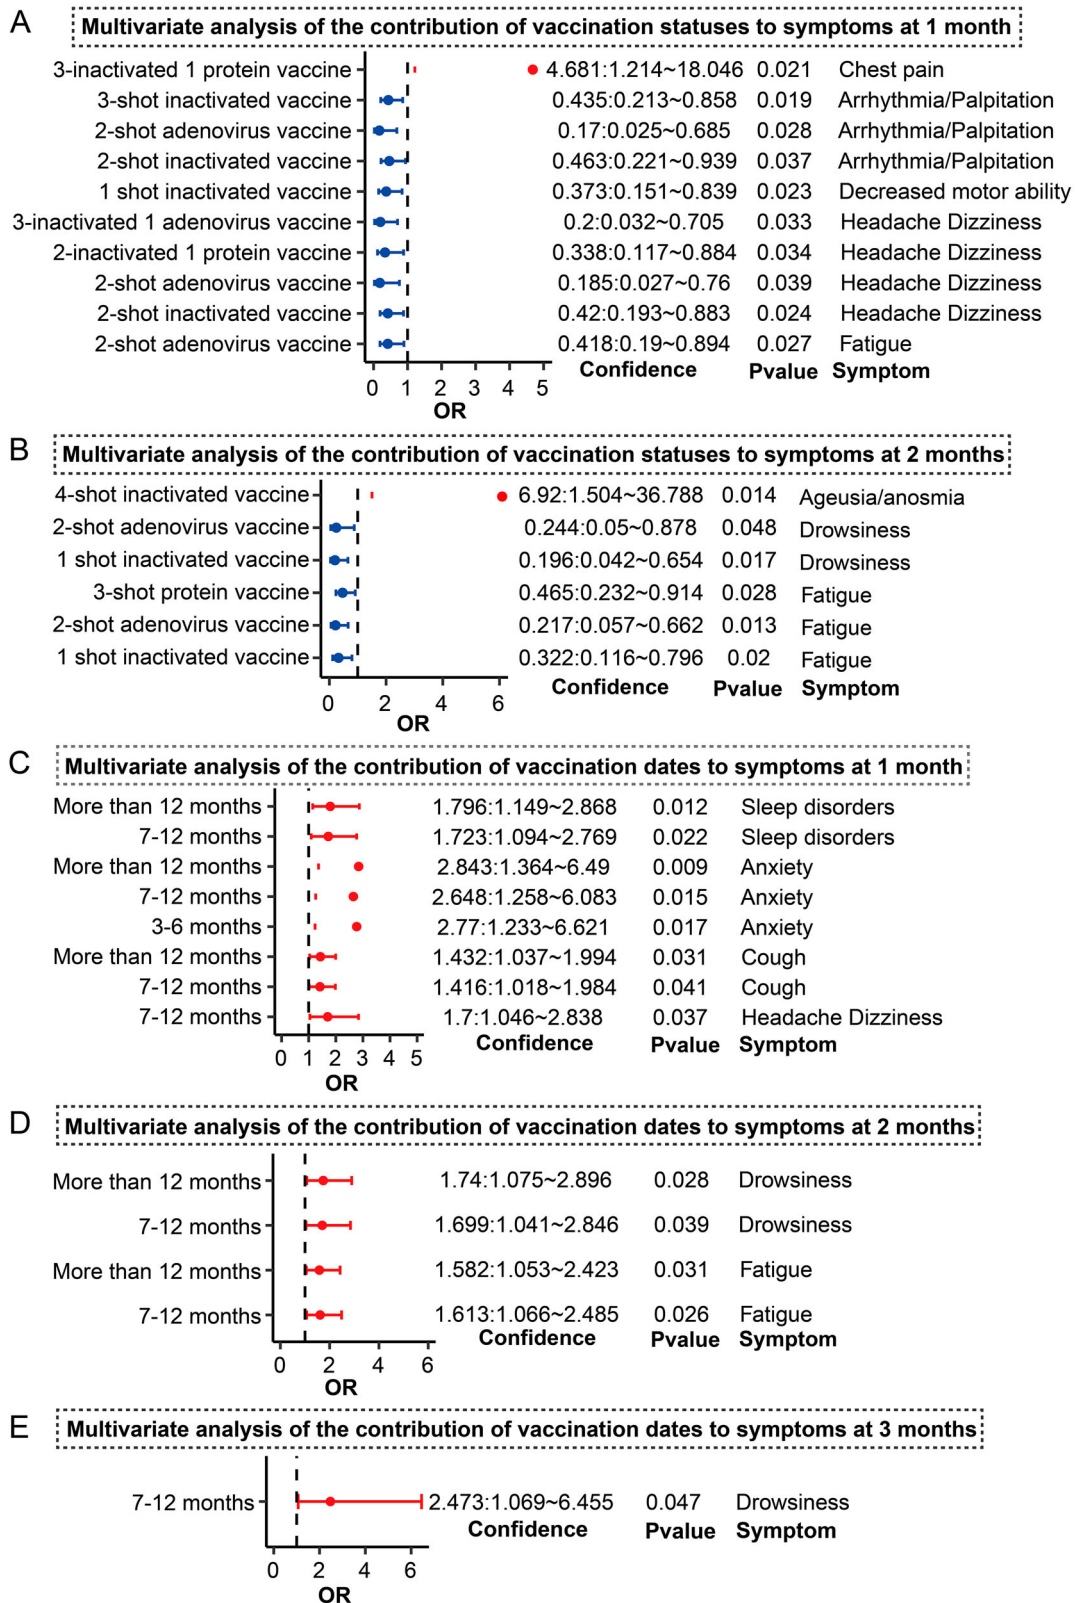 A
Multivariate analysis of the contribution of vaccination statuses to symptoms at 1 month
3-inactivated 1 protein vaccine 4.681:1.214~18.046 0.021 Chest pain
3-shot inactivated vaccine 0.435:0.213~0.858 0.019 Arrhythmia/Palpitation
2-shot adenovirus vaccine 0.17:0.025~0.685 0.028 Arrhythmia/Palpitation
2-shot inactivated vaccine 0.463:0.221~0.939 0.037 Arrhythmia/Palpitation
1 shot inactivated vaccine 0.373:0.151~0.839 0.023 Decreased motor ability
3-inactivated 1 adenovirus vaccine 0.2:0.032~0.705 0.033 Headache Dizziness
2-inactivated 1 protein vaccine 0.338:0.117~0.884 0.034 Headache Dizziness
2-shot adenovirus vaccine 0.185:0.027~0.76 0.039 Headache Dizziness
2-shot inactivated vaccine 0.42:0.193~0.883 0.024 Headache Dizziness
2-shot adenovirus vaccine 0.418:0.19~0.894 0.027 Fatigue
Confidence Pvalue Symptom
0 1 2 3 4 5
OR
B
Multivariate analysis of the contribution of vaccination statuses to symptoms at 2 months
4-shot inactivated vaccine 6.92:1.504~36.788 0.014 Ageusia/anosmia
2-shot adenovirus vaccine 0.244:0.05~0.878 0.048 Drowsiness
1 shot inactivated vaccine 0.196:0.042~0.654 0.017 Drowsiness
3-shot protein vaccine 0.465:0.232~0.914 0.028 Fatigue
2-shot adenovirus vaccine 0.217:0.057~0.662 0.013 Fatigue
1 shot inactivated vaccine 0.322:0.116~0.796 0.02 Fatigue
Confidence Pvalue Symptom
0 2 4 6
OR
C
Multivariate analysis of the contribution of vaccination dates to symptoms at 1 month
More than 12 months 1.796:1.149~2.868 0.012 Sleep disorders
7-12 months 1.723:1.094~2.769 0.022 Sleep disorders
More than 12 months 2.843:1.364~6.49 0.009 Anxiety
7-12 months 2.648:1.258~6.083 0.015 Anxiety
3-6 months 2.77:1.233~6.621 0.017 Anxiety
More than 12 months 1.432:1.037~1.994 0.031 Cough
7-12 months 1.416:1.018~1.984 0.041 Cough
7-12 months 1.7:1.046~2.838 0.037 Headache Dizziness
Confidence Pvalue Symptom
0 1 2 3 4 5
OR
D
Multivariate analysis of the contribution of vaccination dates to symptoms at 2 months
More than 12 months 1.74:1.075~2.896 0.028 Drowsiness
7-12 months 1.699:1.041~2.846 0.039 Drowsiness
More than 12 months 1.582:1.053~2.423 0.031 Fatigue
7-12 months 1.613:1.066~2.485 0.026 Fatigue
Confidence Pvalue Symptom
0 2 4 6
OR
E
Multivariate analysis of the contribution of vaccination dates to symptoms at 3 months
7-12 months 2.473:1.069~6.455 0.047 Drowsiness
Confidence Pvalue Symptom
0 2 4 6
OR